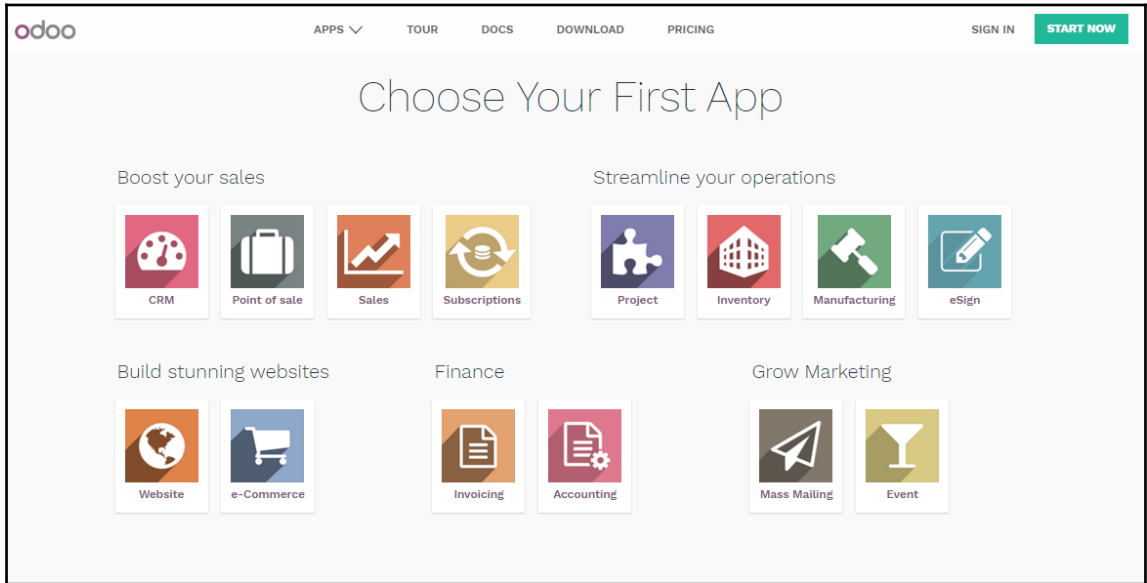 odoo APPS TOUR DOCS DOWNLOAD PRICING SIGN IN START NOW
Choose Your First App
Boost your sales
CRM Point of sale Sales Subscriptions
Streamline your operations
Project Inventory Manufacturing eSign
Build stunning websites
Website e-Commerce
Finance
Invoicing Accounting
Grow Marketing
Mass Mailing Event